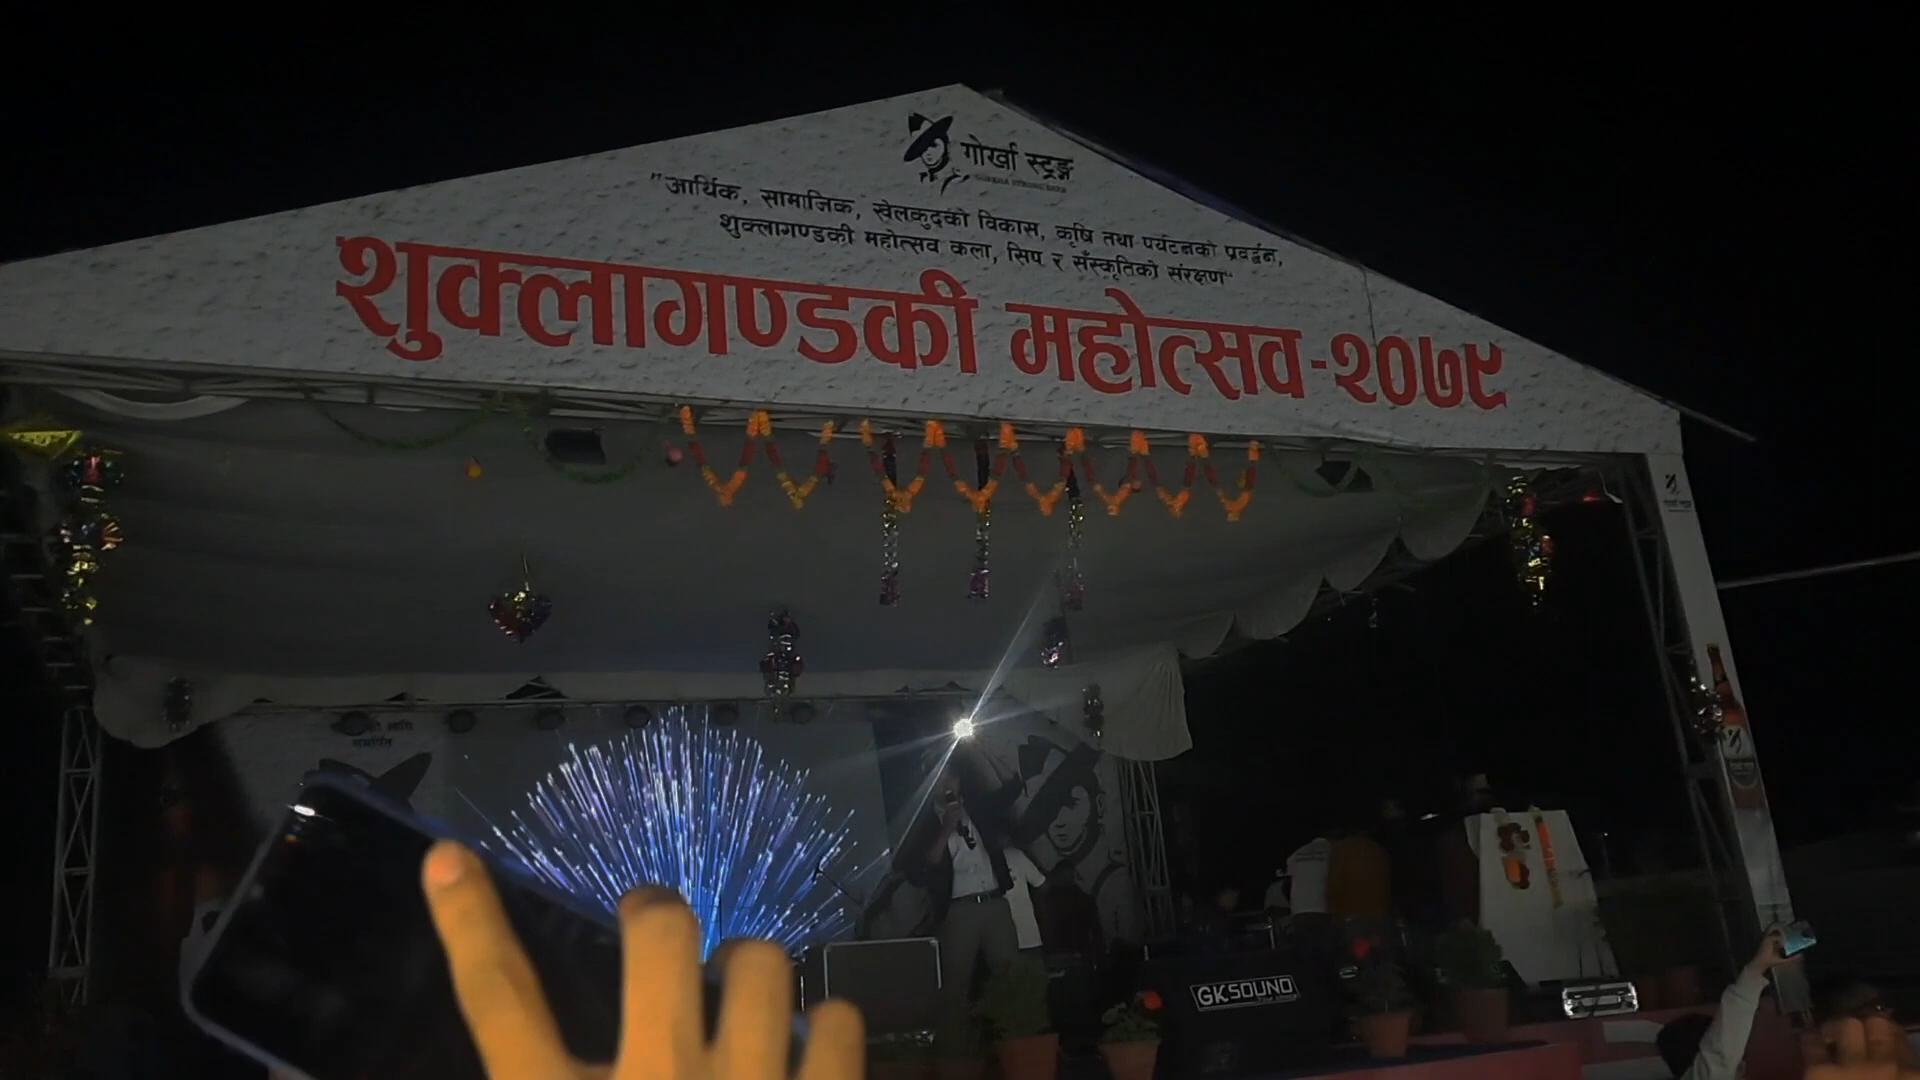 गोर्खा स्ट्रङ्ग
"आर्थिक, सामाजिक, खेलकुदको विकास, कृषि तथा पर्यटनको प्रवर्द्धन,
शुक्लागण्डकी महोत्सव कला, सिप र सँस्कृतिको संरक्षण"
शुक्लागण्डकी महोत्सव-२०७९
GKSOUND